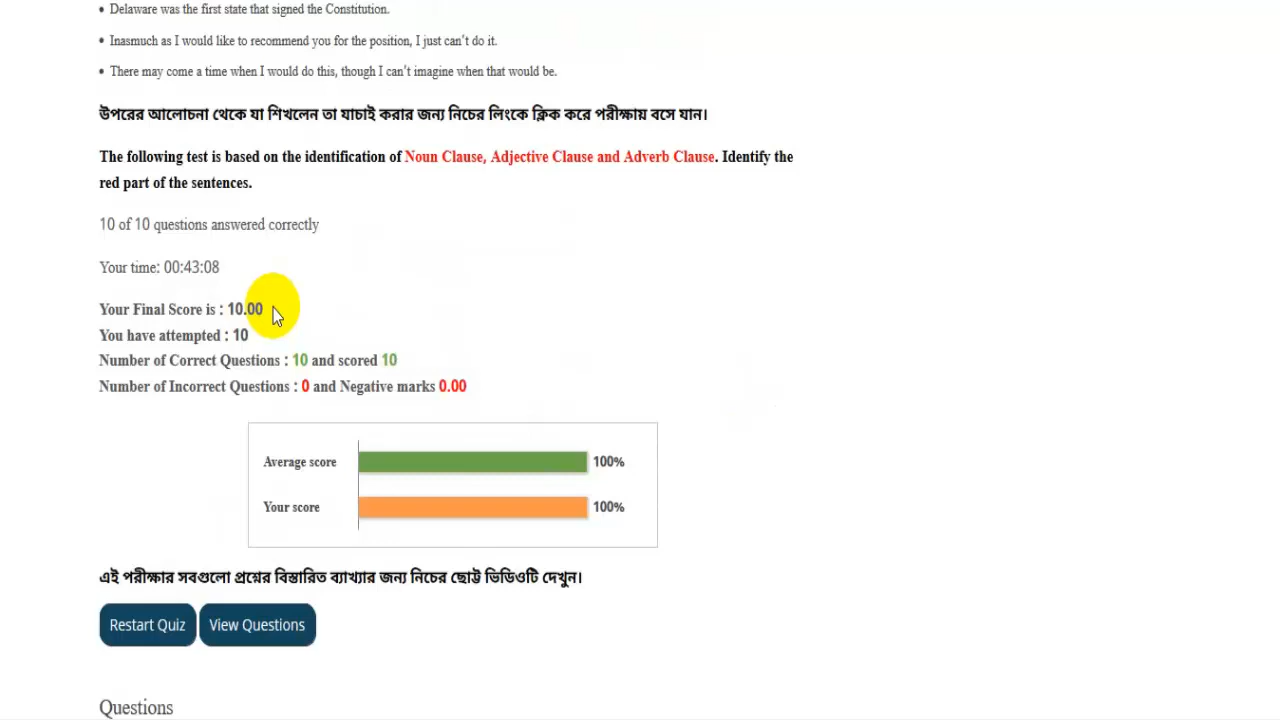 • Delaware was the first state that signed the Constitution.
• Inasmuch as I would like to recommend you for the position, I just can't do it.
• There may come a time when I would do this, though I can't imagine when that would be.
উপরের আলোচনা থেকে যা শিখলেন তা যাচাই করার জন্য নিচের লিংকে ক্লিক করে পরীক্ষায় বসে যান।
The following test is based on the identification of Noun Clause, Adjective Clause and Adverb Clause. Identify the
red part of the sentences.
10 of 10 questions answered correctly
Your time: 00:43:08
Your Final Score is : 10.00
You have attempted : 10
Number of Correct Questions : 10 and scored 10
Number of Incorrect Questions : 0 and Negative marks 0.00
Average score 100%
Your score 100%
এই পরীক্ষার সবগুলো প্রশ্নের বিস্তারিত ব্যাখ্যার জন্য নিচের ছোট্ট ভিডিওটি দেখুন।
Restart Quiz View Questions
Questions